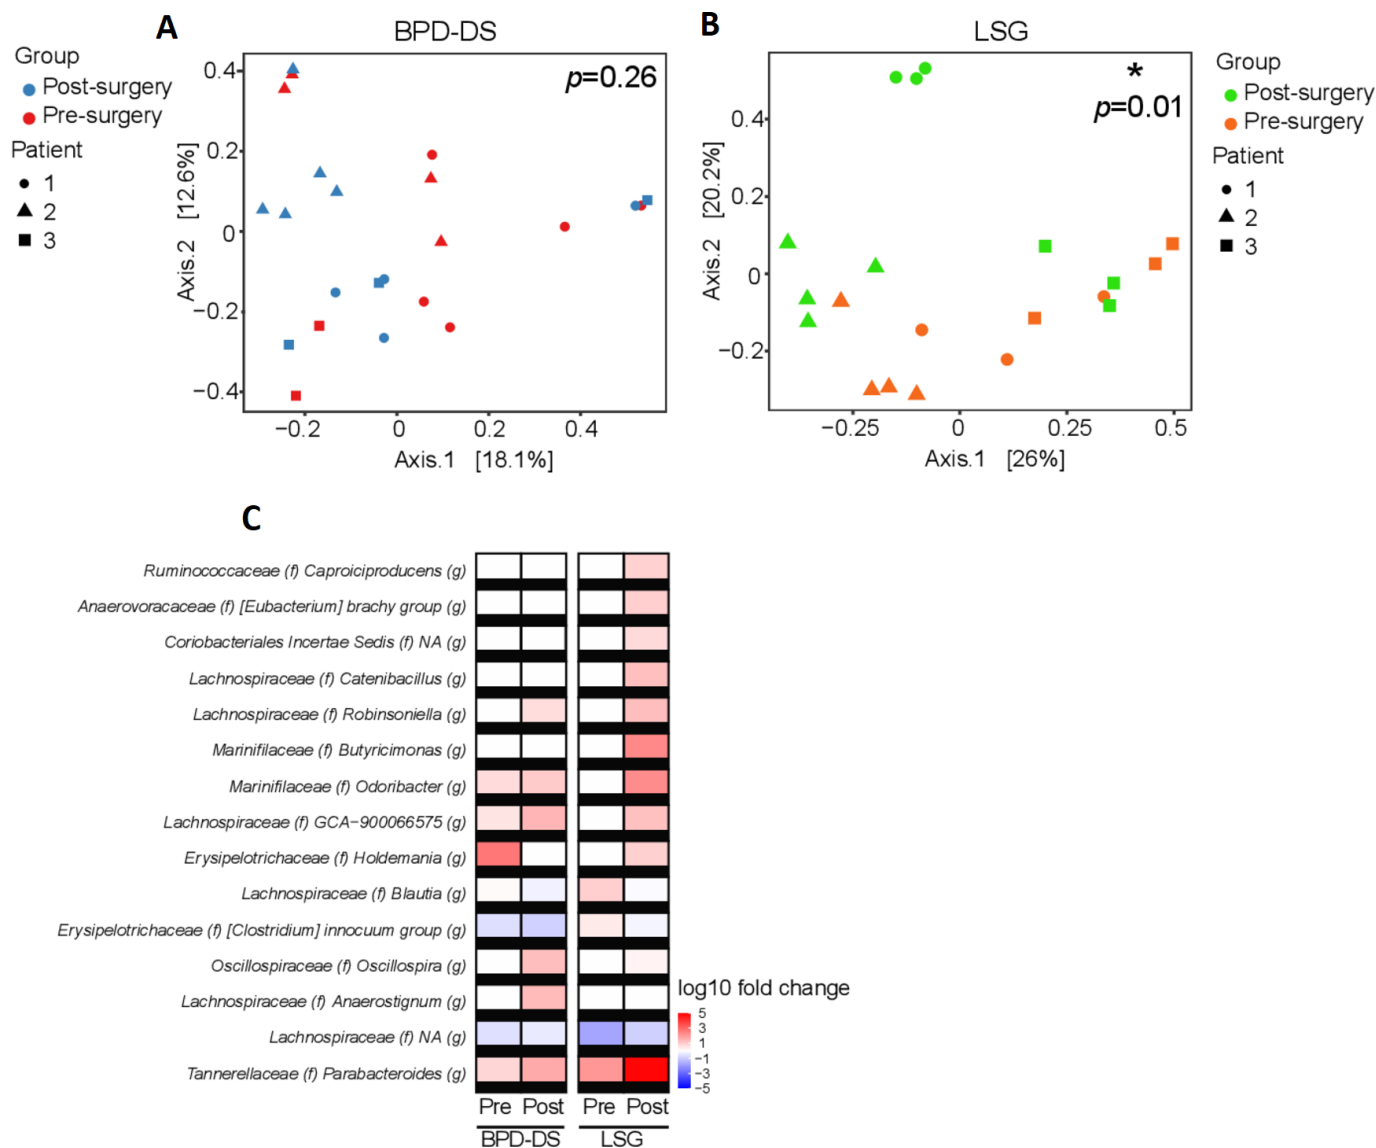 A
BPD-DS
Group
Post-surgery
Pre-surgery
Patient
1
2
3
p=0.26
0.4
0.2
0
−0.2
−0.4
Axis.2 [12.6%]
−0.2
0
0.2
0.4
Axis.1 [18.1%]
B
LSG
*
p=0.01
0.4
0.2
0
−0.2
Axis.2 [20.2%]
−0.25
0
0.25
0.5
Axis.1 [26%]
Group
Post-surgery
Pre-surgery
Patient
1
2
3
C
Ruminococcaceae (f) Caproiciproducens (g)
Anaerovoracaceae (f) [Eubacterium] brachy group (g)
Coriobacteriales Incertae Sedis (f) NA (g)
Lachnospiraceae (f) Catenibacillus (g)
Lachnospiraceae (f) Robinsoniella (g)
Marinifilaceae (f) Butyricimonas (g)
Marinifilaceae (f) Odoribacter (g)
Lachnospiraceae (f) GCA−900066575 (g)
Erysipelotrichaceae (f) Holdemania (g)
Lachnospiraceae (f) Blautia (g)
Erysipelotrichaceae (f) [Clostridium] innocuum group (g)
Oscillospiraceae (f) Oscillospira (g)
Lachnospiraceae (f) Anaerostignum (g)
Lachnospiraceae (f) NA (g)
Tannerellaceae (f) Parabacteroides (g)
Pre Post Pre Post
BPD-DS LSG
log10 fold change
5
3
1
−1
−3
−5